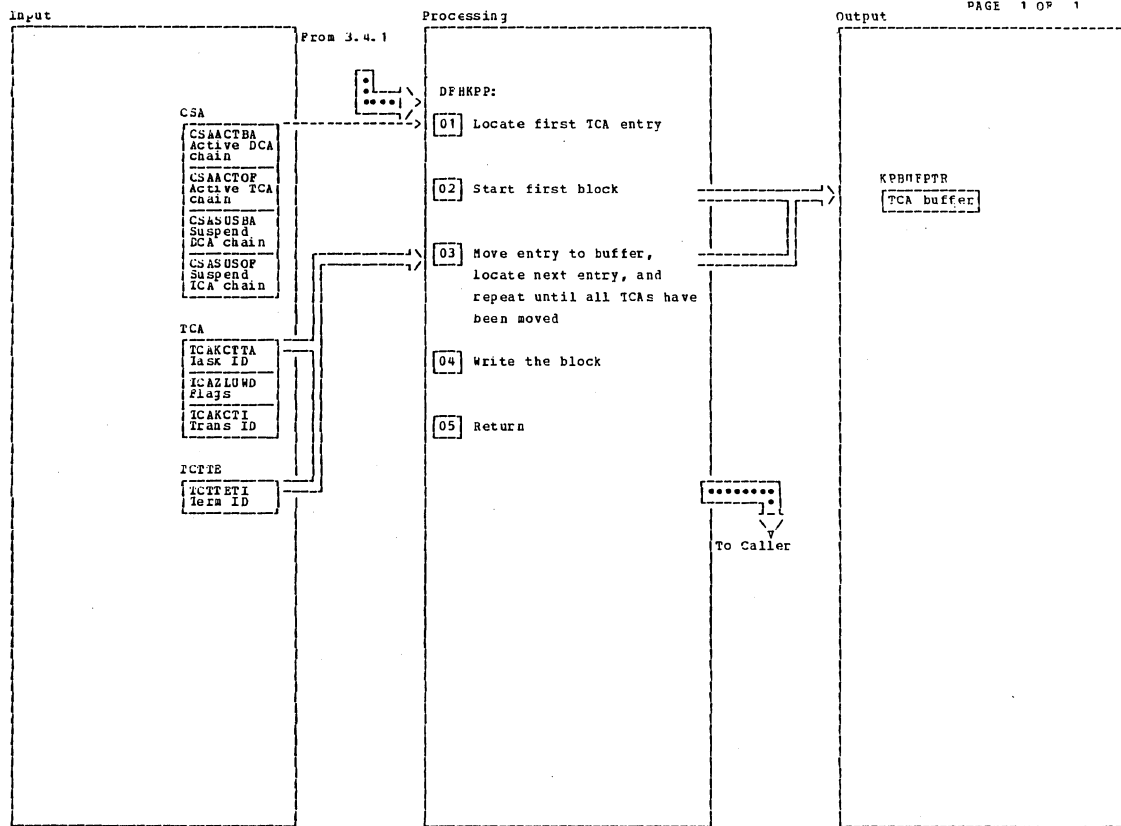 PAGE 1 OF 1
Input
Processing
Output
From 3.4.1
DFHKPP:
CSA
CSAACTBA
Active DCA
chain
CSAACTOF
Active TCA
chain
CSASUSBA
Suspend
DCA chain
CSASUSOF
Suspend
TCA chain
TCA
TCAKCTTA
Task ID
TCAZLUWD
Flags
TCAKCTI
Trans ID
TCTTE
TCTTETI
Term ID
01 Locate first TCA entry
02 Start first block
03 Move entry to buffer,
locate next entry, and
repeat until all TCAs have
been moved
04 Write the block
05 Return
To Caller
KPBUFPTR
TCA buffer